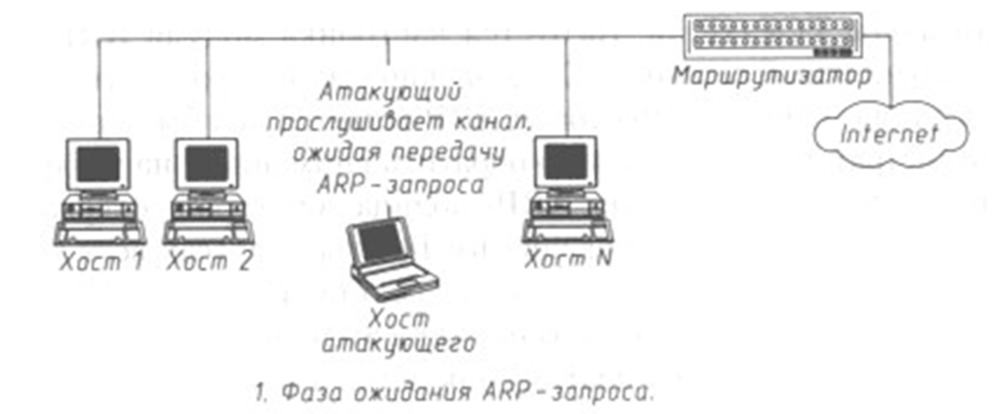 Маршрутизатор
Internet
Атакующий
прослушивает канал,
ожидая передачу
ARP-запроса
Хост 1
Хост 2
Хост N
Хост
атакующего
1. Фаза ожидания ARP-запроса.